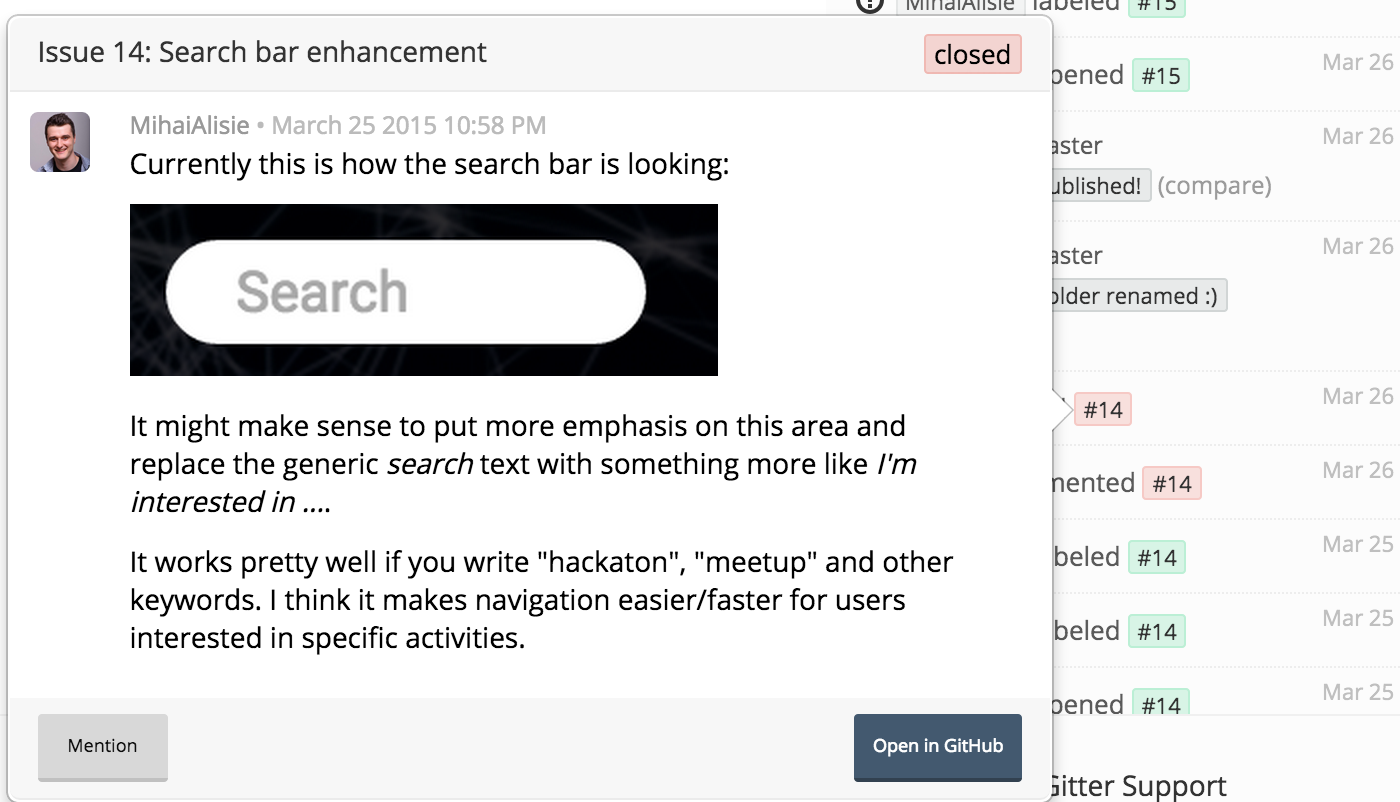 MihaiAlisie labeled #15
Issue 14: Search bar enhancement
closed
MihaiAlisie • March 25 2015 10:58 PM
Currently this is how the search bar is looking:
Search
It might make sense to put more emphasis on this area and
replace the generic search text with something more like I'm
interested in ....
It works pretty well if you write "hackaton", "meetup" and other
keywords. I think it makes navigation easier/faster for users
interested in specific activities.
Mention
Open in GitHub
pened #15 Mar 26
aster Mar 26
ublished! (compare)
aster Mar 26
older renamed :)
#14 Mar 26
mented #14 Mar 26
beled #14 Mar 25
beled #14 Mar 25
pened #14 Mar 25
Gitter Support